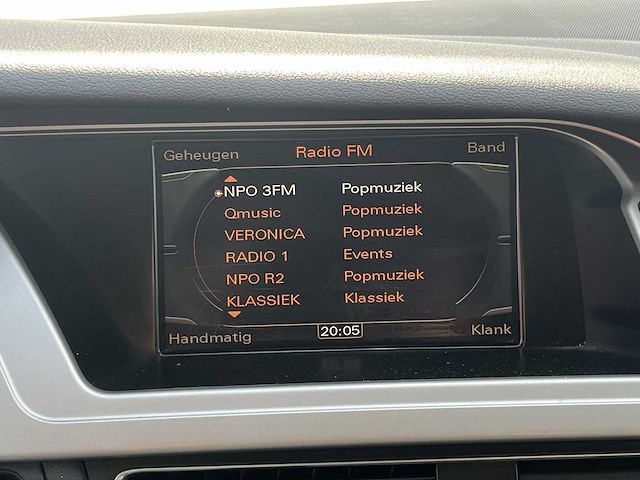 Geheugen Radio FM Band
NPO 3FM Popmuziek
Qmusic Popmuziek
VERONICA Popmuziek
RADIO 1 Events
NPO R2 Popmuziek
KLASSIEK Klassiek
Handmatig 20:05 Klank